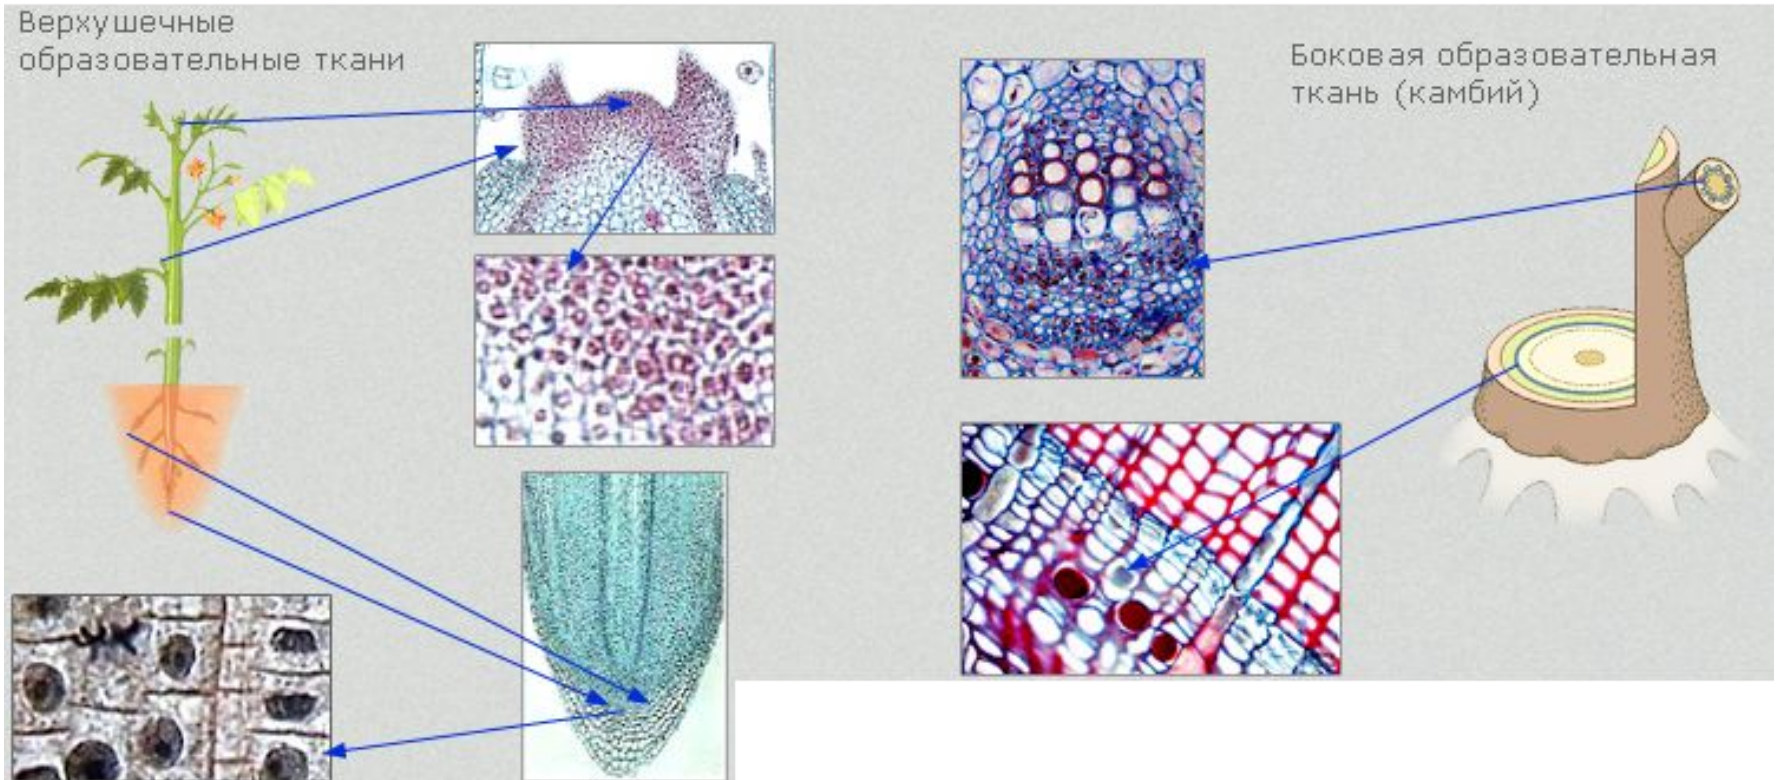 Верхушечные
образовательные ткани
Боковая образовательная
ткань (камбий)